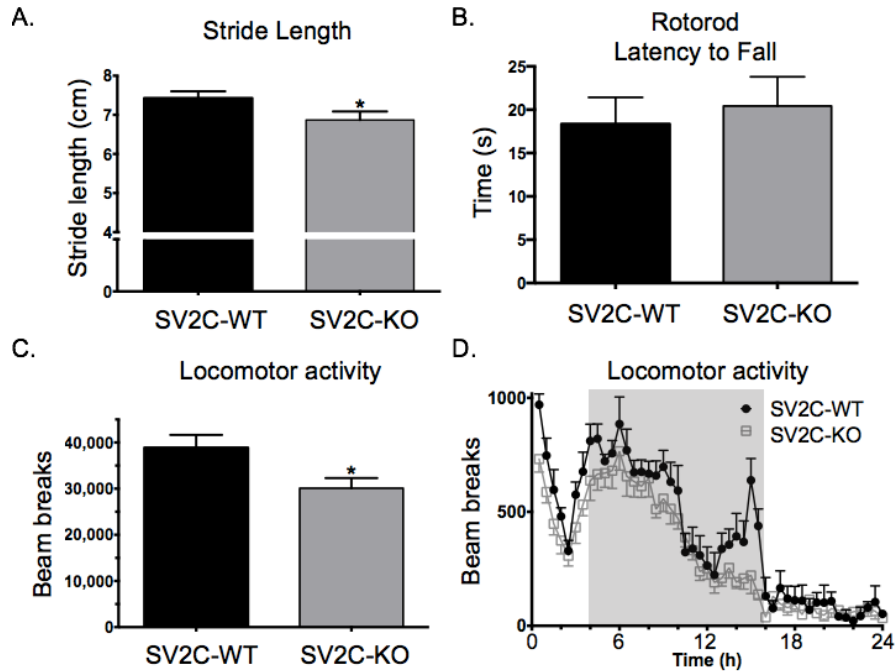 A.
Stride Length
Stride length (cm)
8
7
6
5
4
0
*
SV2C-WT SV2C-KO
B.
Rotorod
Latency to Fall
Time (s)
25
20
15
10
5
0
SV2C-WT SV2C-KO
C.
Locomotor activity
Beam breaks
40,000
30,000
20,000
10,000
0
*
SV2C-WT SV2C-KO
D.
Locomotor activity
Beam breaks
1000
500
0
SV2C-WT
SV2C-KO
0 6 12 18 24
Time (h)